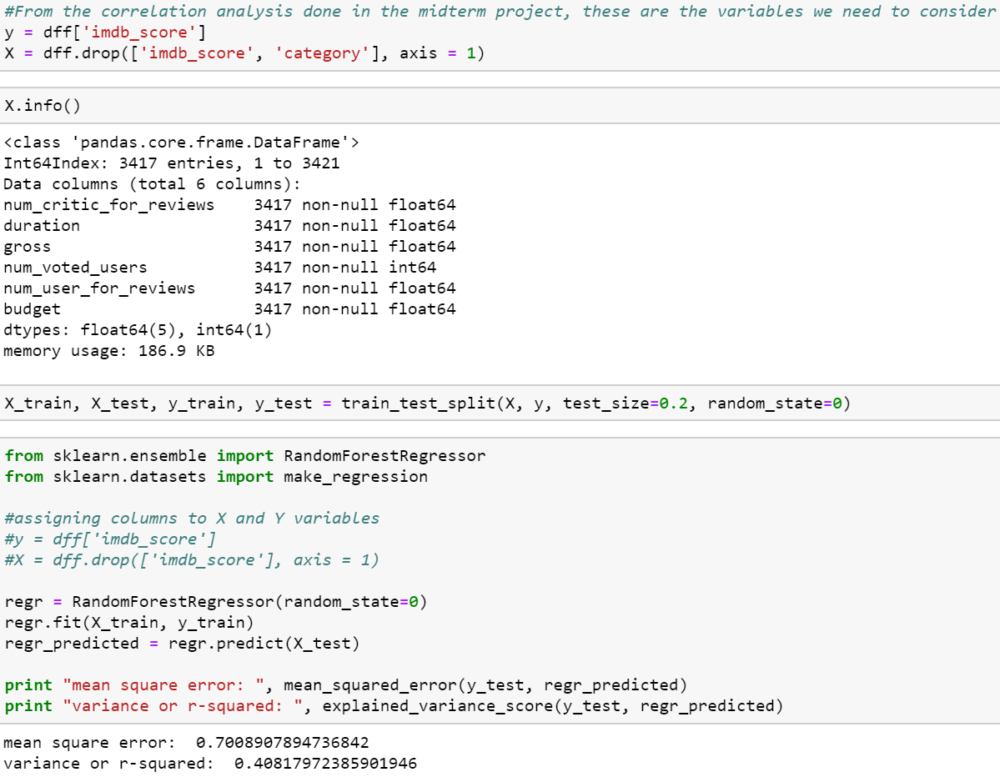 #From the correlation analysis done in the midterm project, these are the variables we need to consider
y = dff['imdb_score']
X = dff.drop(['imdb_score', 'category'], axis = 1)
X.info()
<class 'pandas.core.frame.DataFrame'>
Int64Index: 3417 entries, 1 to 3421
Data columns (total 6 columns):
num_critic_for_reviews    3417 non-null float64
duration                  3417 non-null float64
gross                     3417 non-null float64
num_voted_users           3417 non-null int64
num_user_for_reviews      3417 non-null float64
budget                    3417 non-null float64
dtypes: float64(5), int64(1)
memory usage: 186.9 KB
X_train, X_test, y_train, y_test = train_test_split(X, y, test_size=0.2, random_state=0)
from sklearn.ensemble import RandomForestRegressor
from sklearn.datasets import make_regression
#assigning columns to X and Y variables
#y = dff['imdb_score']
#X = dff.drop(['imdb_score'], axis = 1)
regr = RandomForestRegressor(random_state=0)
regr.fit(X_train, y_train)
regr_predicted = regr.predict(X_test)
print "mean square error: ", mean_squared_error(y_test, regr_predicted)
print "variance or r-squared: ", explained_variance_score(y_test, regr_predicted)
mean square error:  0.7008907894736842
variance or r-squared:  0.40817972385901946